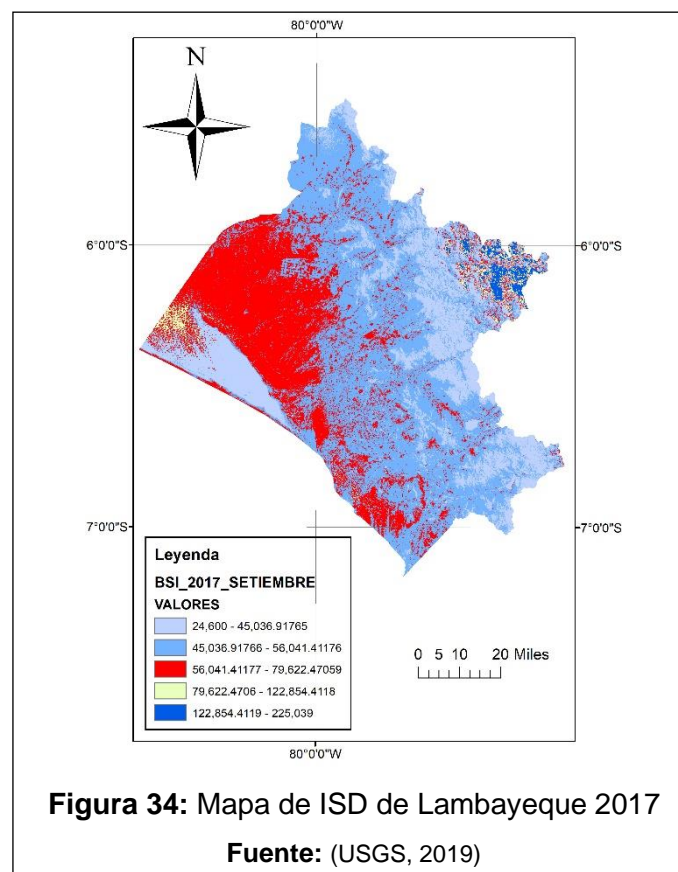 80°0'0"W
N
6°0'0"S
6°0'0"S
7°0'0"S
7°0'0"S
Leyenda
BSI_2017_SETIEMBRE
VALORES
24,600 - 45,036.91765
45,036.91766 - 56,041.41176
56,041.41177 - 79,622.47059
79,622.4706 - 122,854.4118
122,854.4119 - 225,039
0 5 10 20 Miles
80°0'0"W
Figura 34: Mapa de ISD de Lambayeque 2017
Fuente: (USGS, 2019)